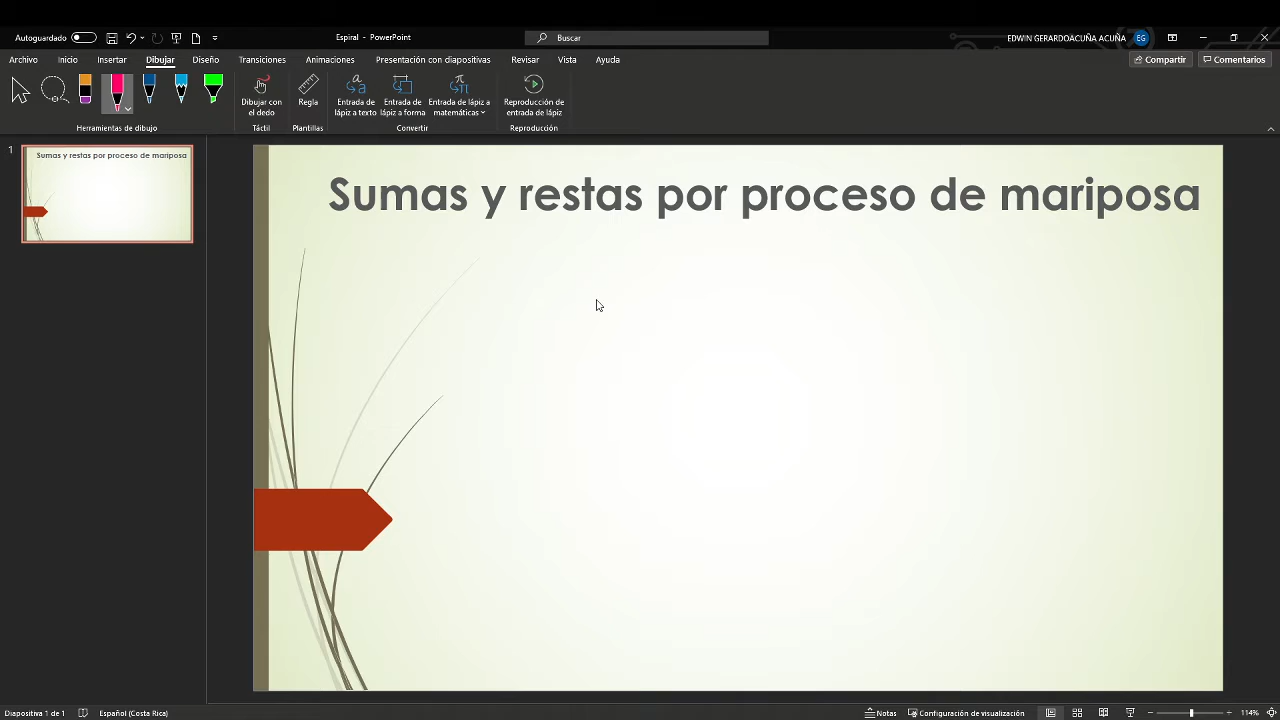 Autoguardado
Espiral - PowerPoint
Buscar
EDWIN GERARDOACUÑA ACUÑA
EG
Archivo Inicio Insertar Dibujar Diseño Transiciones Animaciones Presentación con diapositivas Revisar Vista Ayuda
Compartir Comentarios
Dibujar con el dedo
Regla
Entrada de lápiz a texto
Entrada de lápiz a forma
Entrada de lápiz a matemáticas
Reproducción de entrada de lápiz
Herramientas de dibujo Táctil Plantillas Convertir Reproducción
1
Sumas y restas por proceso de mariposa
Sumas y restas por proceso de mariposa
Diapositiva 1 de 1 Español (Costa Rica) Notas Configuración de visualización 114%